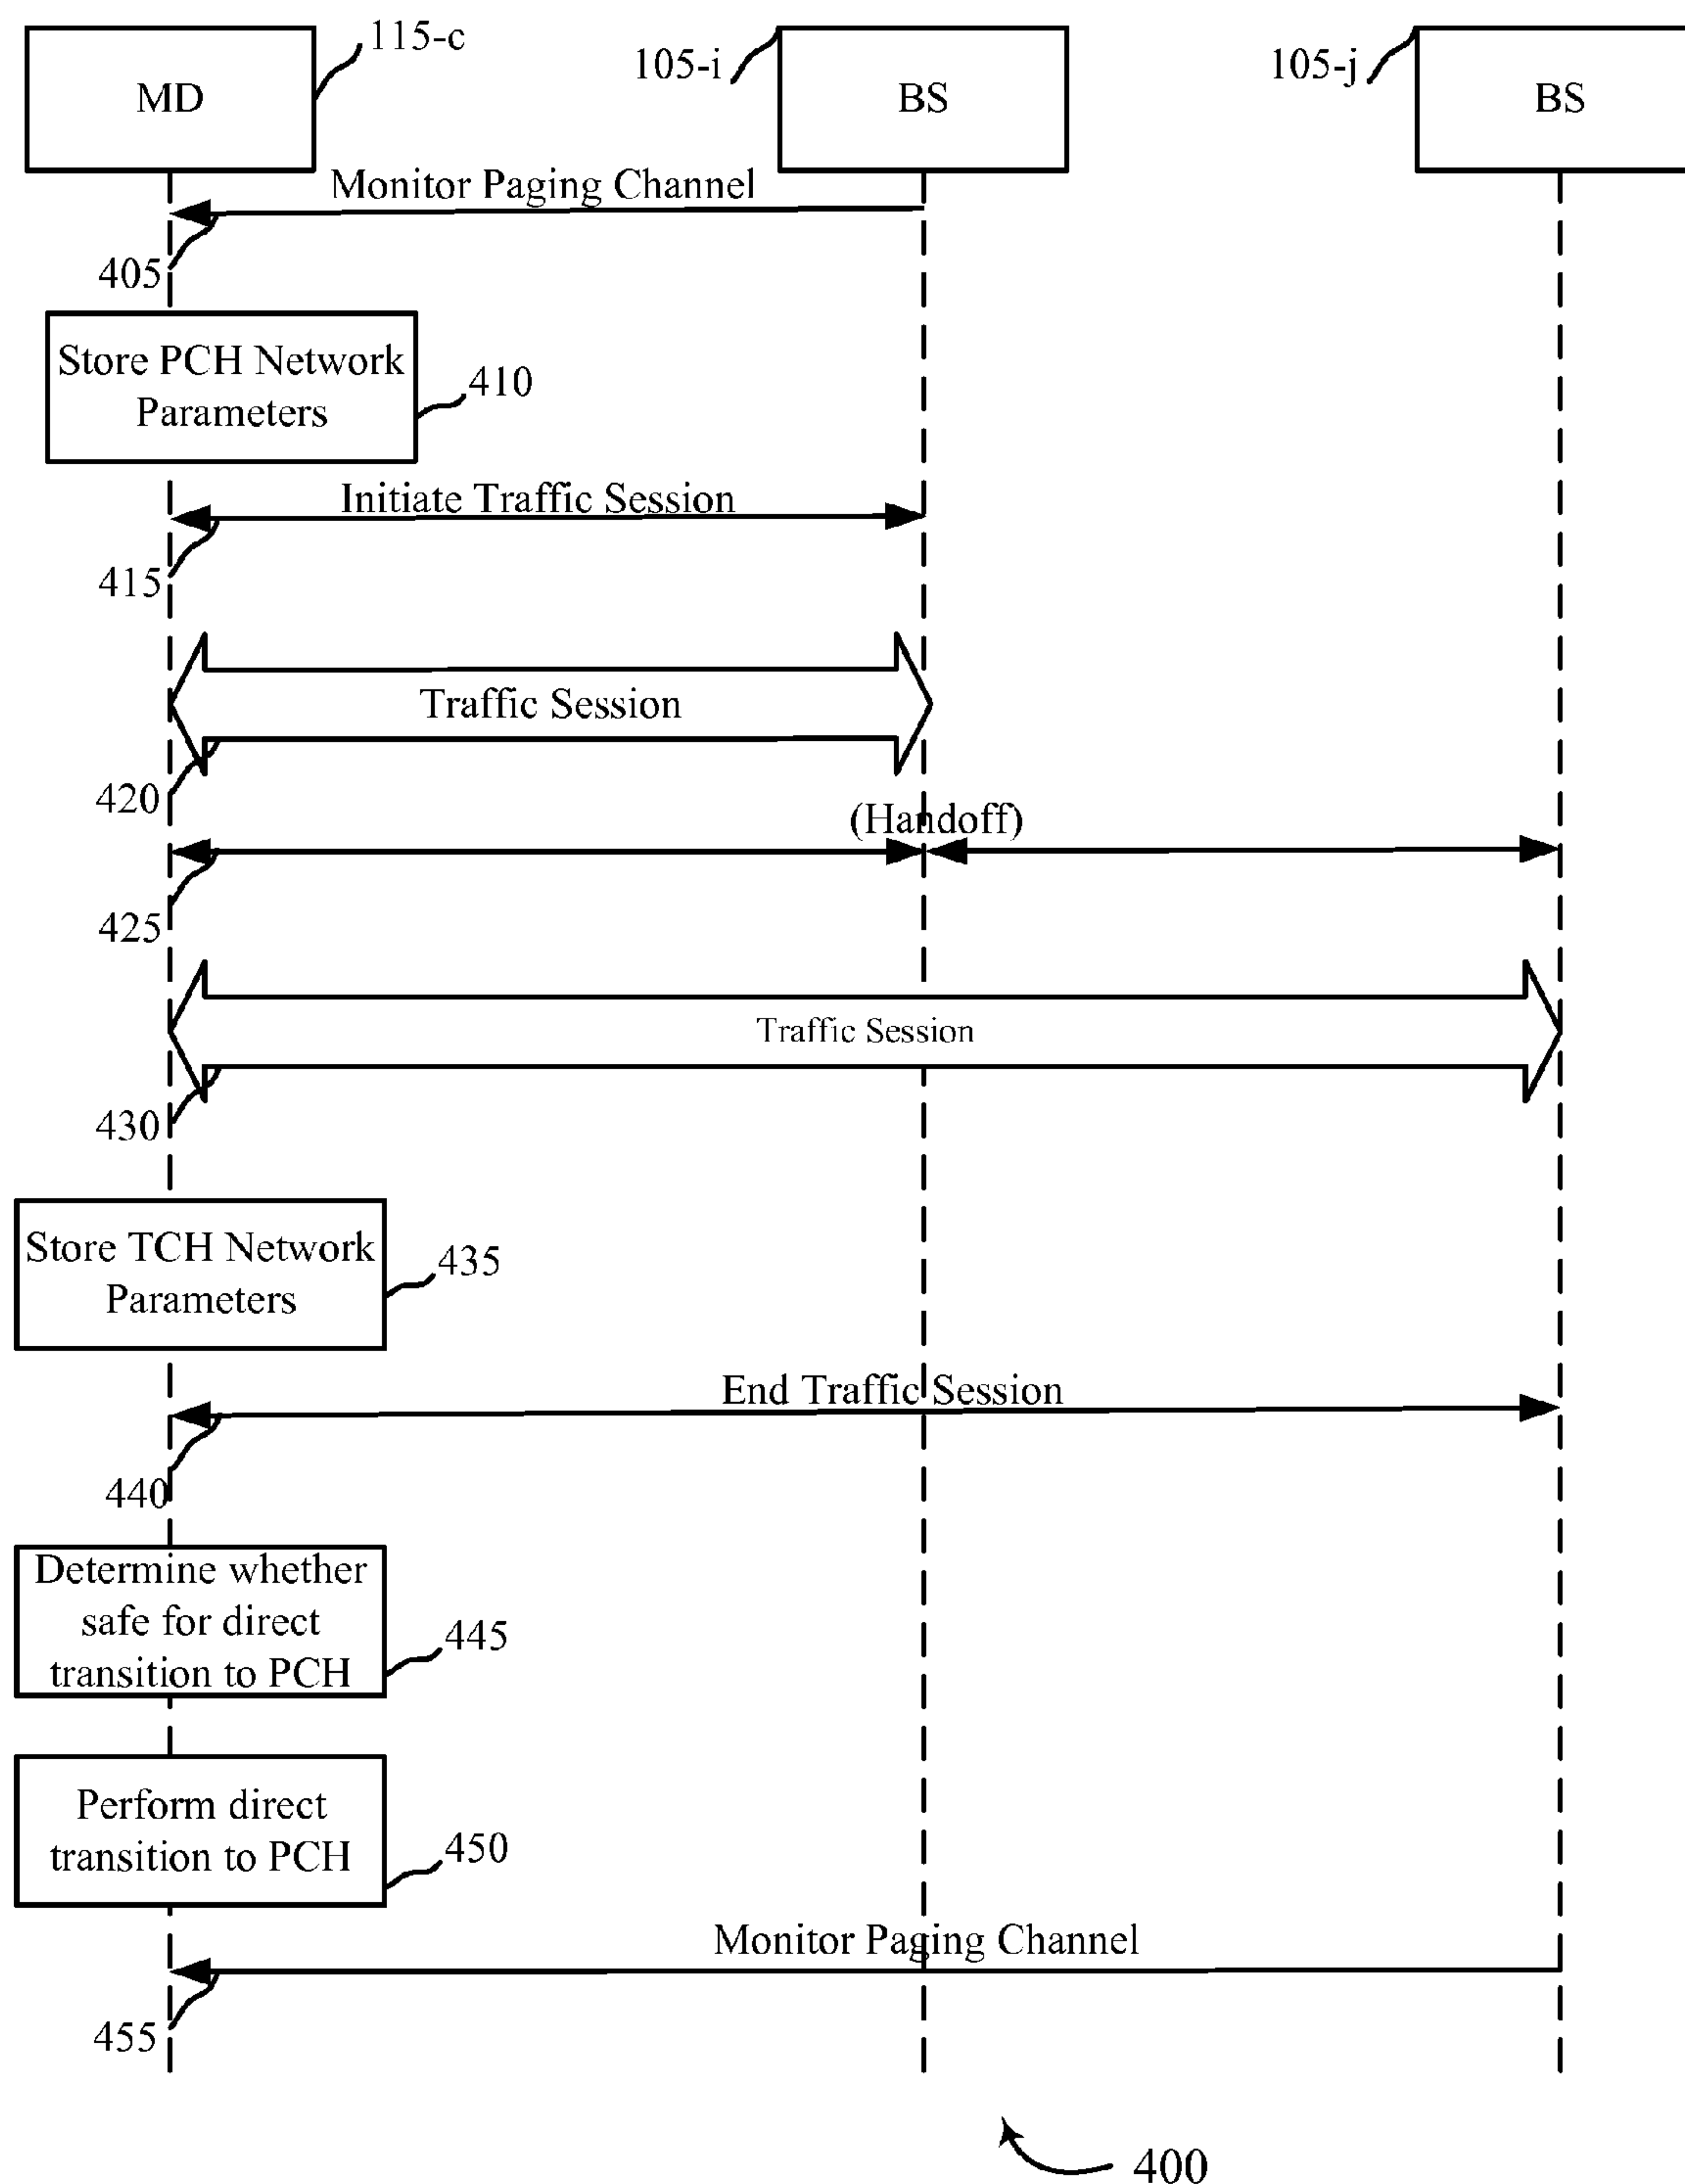 115-c
105-i
105-j
MD
BS
BS
Monitor Paging Channel
405
Store PCH Network
Parameters
410
Initiate Traffic Session
415
Traffic Session
420
(Handoff)
425
Traffic Session
430
Store TCH Network
Parameters
435
End Traffic Session
440
Determine whether
safe for direct
transition to PCH
445
Perform direct
transition to PCH
450
Monitor Paging Channel
455
400